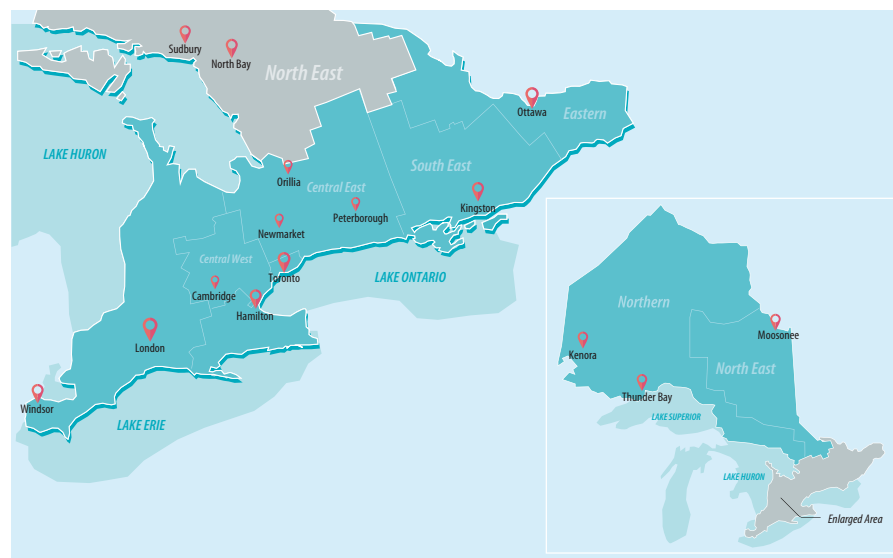 Sudbury
North Bay
North East
Ottawa
Eastern
LAKE HURON
South East
Orillia
Central East
Kingston
Peterborough
Newmarket
Central West
Toronto
LAKE ONTARIO
Cambridge
Hamilton
London
Windsor
LAKE ERIE
Northern
Moosonee
Kenora
North East
Thunder Bay
LAKE SUPERIOR
LAKE HURON
Enlarged Area